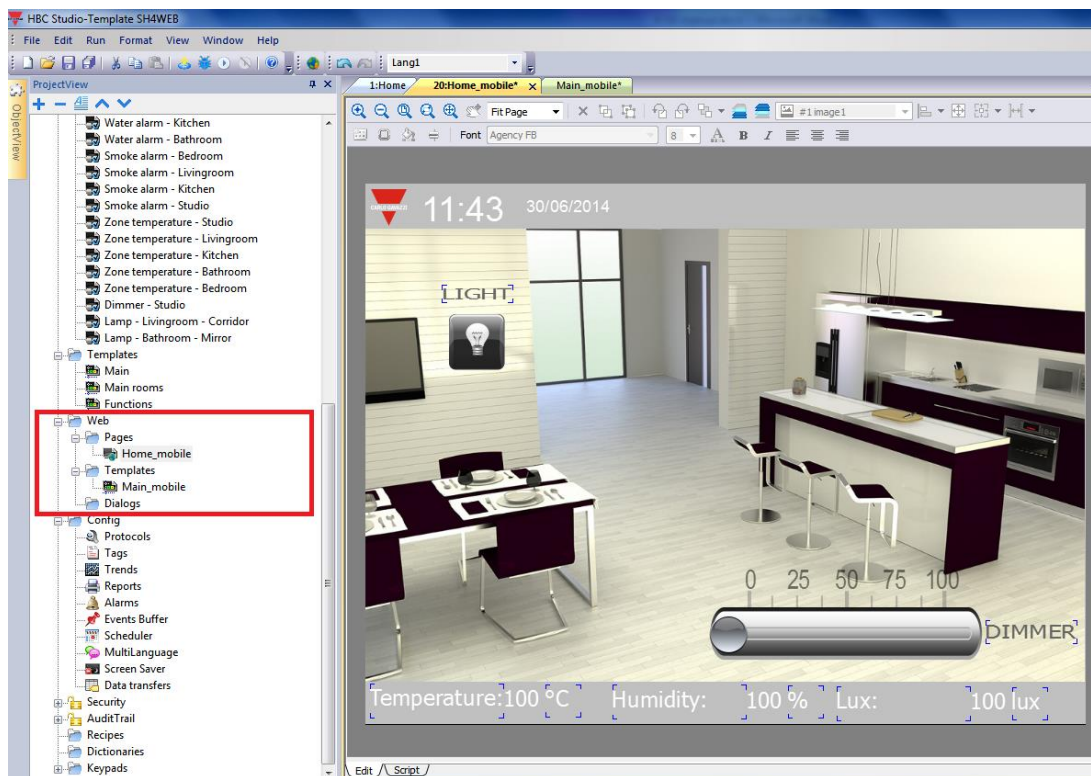 HBC Studio-Template SH4WEB
File Edit Run Format View Window Help
Lang1
ProjectView
ObjectView
Water alarm - Kitchen
Water alarm - Bathroom
Smoke alarm - Bedroom
Smoke alarm - Livingroom
Smoke alarm - Kitchen
Smoke alarm - Studio
Zone temperature - Studio
Zone temperature - Livingroom
Zone temperature - Kitchen
Zone temperature - Bathroom
Zone temperature - Bedroom
Dimmer - Studio
Lamp - Livingroom - Corridor
Lamp - Bathroom - Mirror
Templates
Main
Main rooms
Functions
Web
Pages
Home_mobile
Templates
Main_mobile
Dialogs
Config
Protocols
Tags
Trends
Reports
Alarms
Events Buffer
Scheduler
MultiLanguage
Screen Saver
Data transfers
Security
AuditTrail
Recipes
Dictionaries
Keypads
1:Home 20:Home_mobile* x Main_mobile*
Fit Page #1 image1
Font Agency FB 8 A B I
11:43 30/06/2014
LIGHT
0 25 50 75 100
DIMMER
Temperature:100 °C Humidity: 100 % Lux: 100 lux
Edit Script